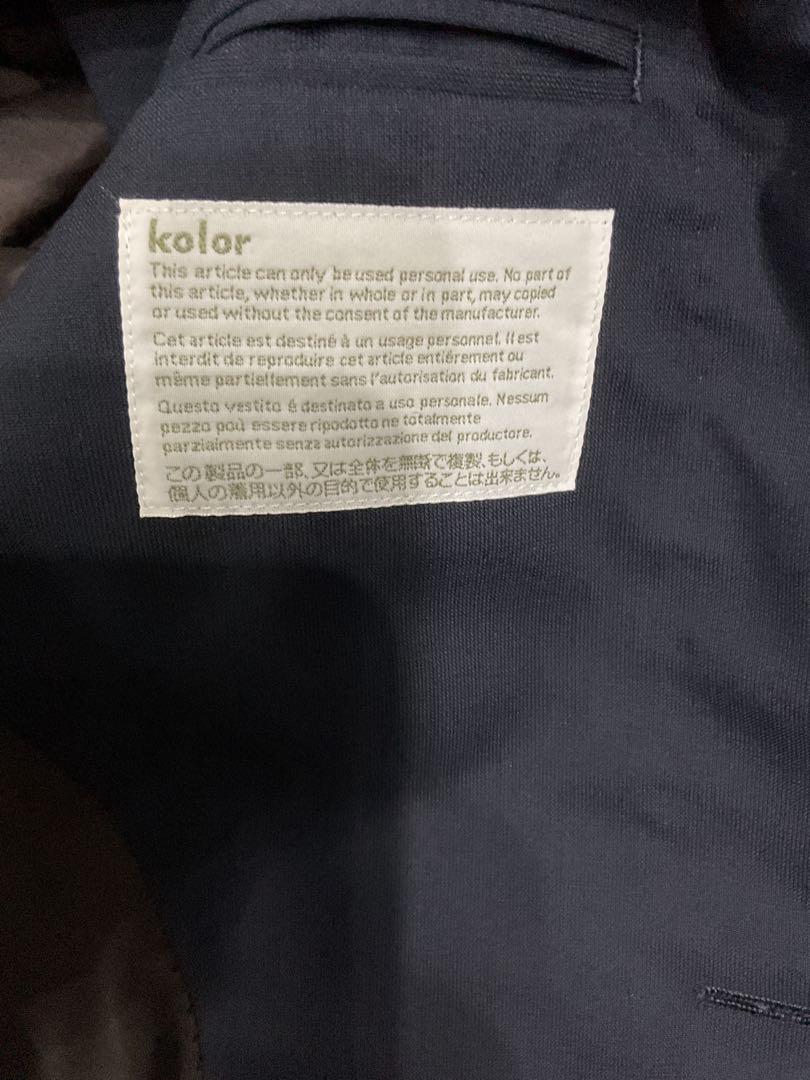 kolor
This article can only be used personal use. No part of
this article, whether in whole or in part, may copied
or used without the consent of the manufacturer.
Cet article est destiné à un usage personnel. Il est
interdit de reproduire cet article entiérement ou
même partiellement sans l'autorisation du fabricant.
Questo vestito é destinato a uso personale. Nessum
pezzo poù essere ripodotto ne totalmente
parzialmente senza autorizzazione del productore.
この製品の一部、又は全体を無断で複製、もしくは、
個人の着用以外の目的で使用することは出来ません。